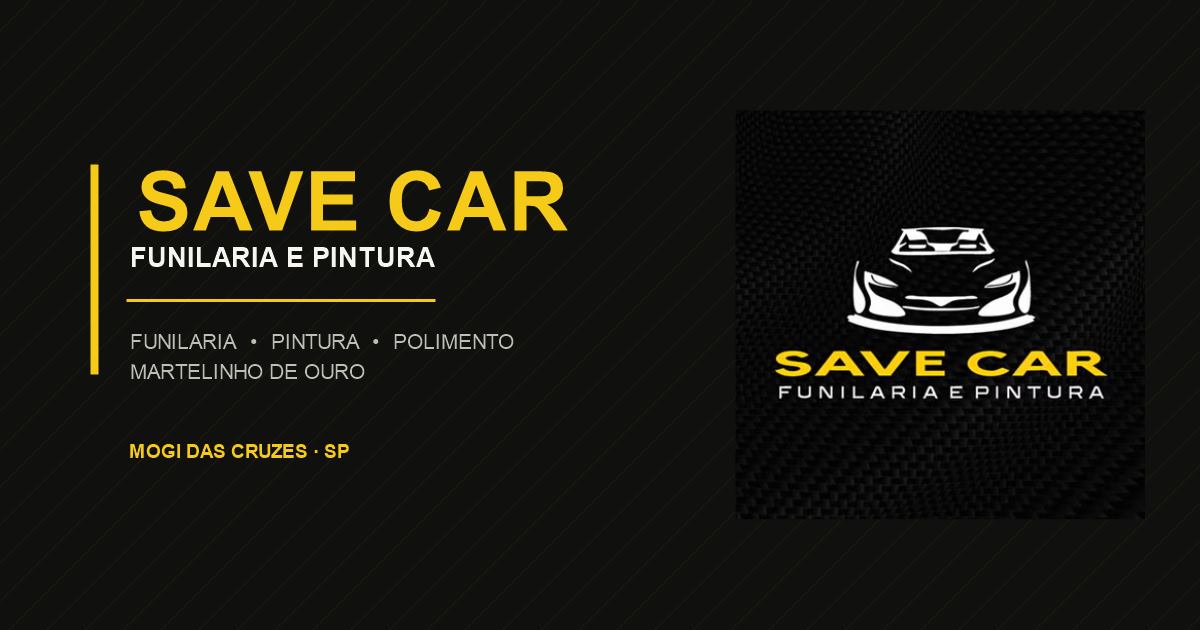 SAVE CAR
FUNILARIA E PINTURA
FUNILARIA • PINTURA • POLIMENTO
MARTELINHO DE OURO
MOGI DAS CRUZES · SP
SAVE CAR
FUNILARIA E PINTURA